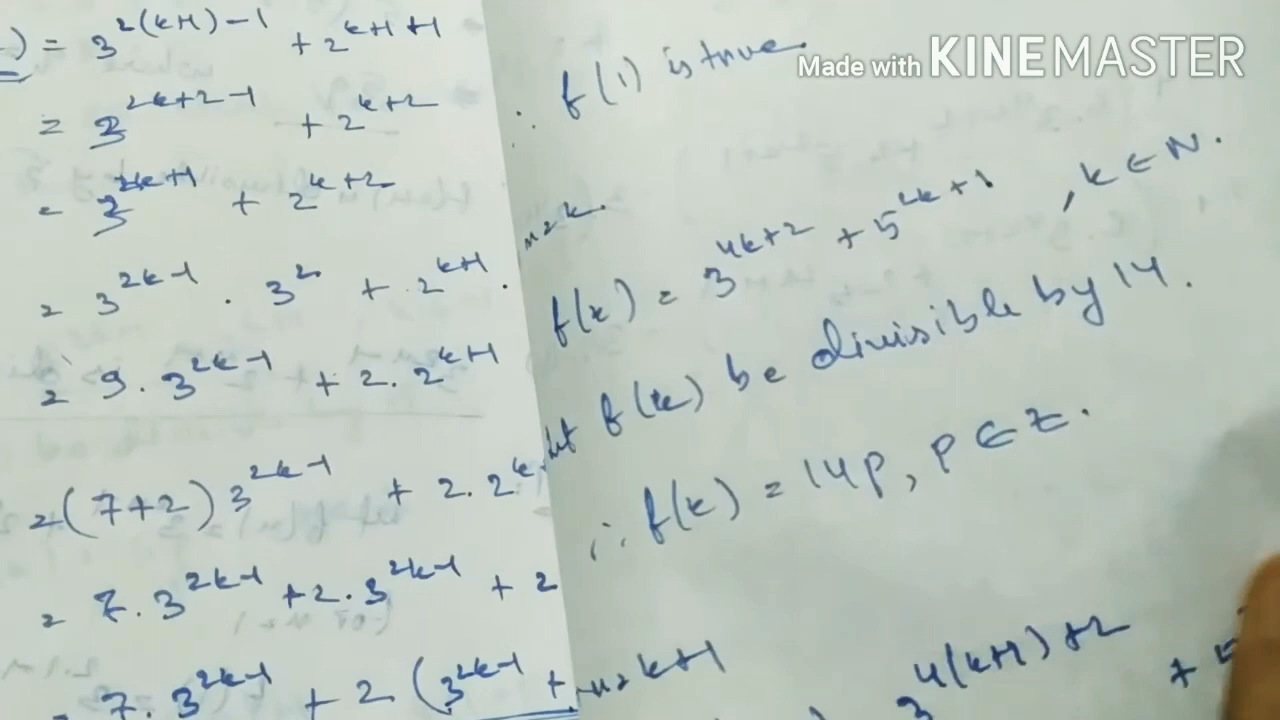 ) = 3^{2(k+1)-1} + 2^{k+1+1}
= 3^{2k+2-1} + 2^{k+2}
= 3^{2k+1} + 2^{k+2}
= 3^{2k-1} . 3^2 + 2^{k+1} .
= 9. 3^{2k-1} + 2. 2^{k+1}
= (7+2) 3^{2k-1} + 2. 2^k
= 7. 3^{2k-1} + 2. 3^{2k-1} + 2
= 7. 3^{2k-1} + 2 (3^{2k-1} +
Made with KINEMASTER
∴ f(1) is true.
n=k.
f(k) = 3^{4k+2} + 5^{2k+1} , k ∈ N.
f(k) be divisible by 14.
∴ f(k) = 14p, p ∈ Z.
n=k+1
3^{4(k+1)+2} + 5